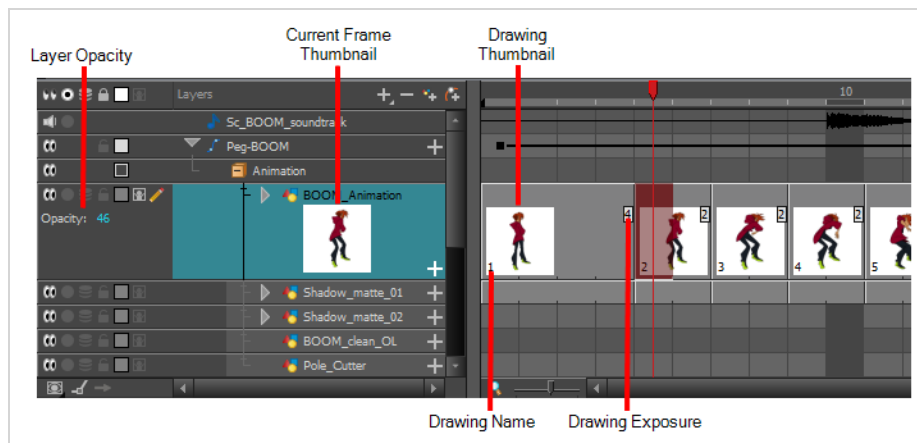 Layer Opacity
Current Frame
Thumbnail
Drawing
Thumbnail
Layers
10
Sc_BOOM_soundtrack
Peg-BOOM
Animation
BOOM_Animation
Opacity: 46
4
2
2
2
1
2
3
4
5
Shadow_matte_01
Shadow_matte_02
BOOM_clean_OL
Pole_Cutter
Drawing Name
Drawing Exposure